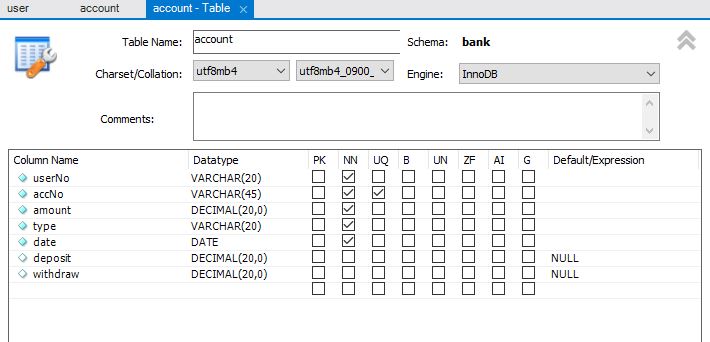 user account account - Table
Table Name: account Schema: bank
Charset/Collation: utf8mb4 utf8mb4_0900_ Engine: InnoDB
Comments:
Column Name Datatype PK NN UQ B UN ZF AI G Default/Expression
userNo VARCHAR(20)
accNo VARCHAR(45)
amount DECIMAL(20,0)
type VARCHAR(20)
date DATE
deposit DECIMAL(20,0) NULL
withdraw DECIMAL(20,0) NULL